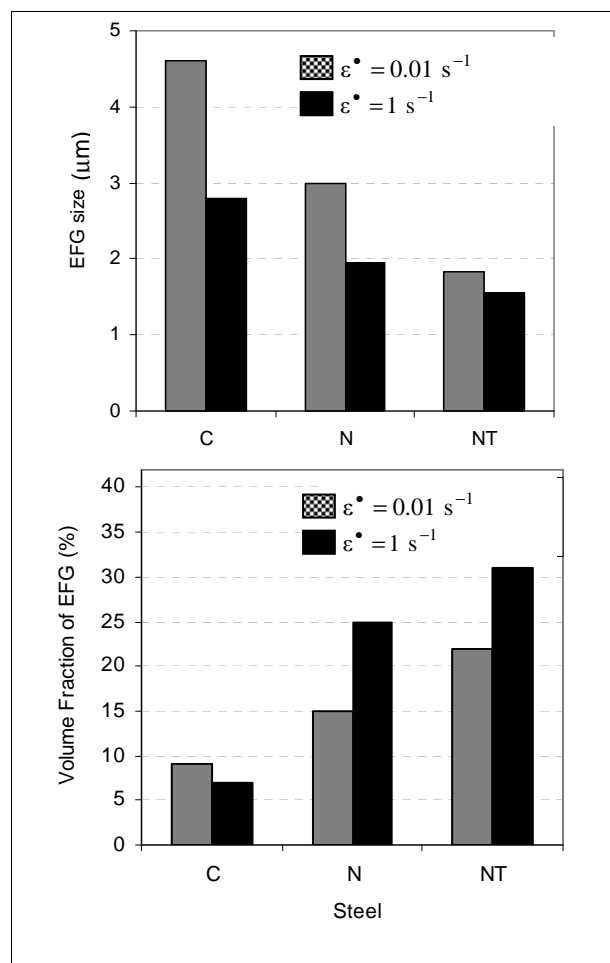 5
4
3
2
1
0
EFG size (µm)
ε• = 0.01 s−1
ε• = 1 s−1
C N NT
40
35
30
25
20
15
10
5
0
Volume Fraction of EFG (%)
ε• = 0.01 s−1
ε• = 1 s−1
C N NT
Steel